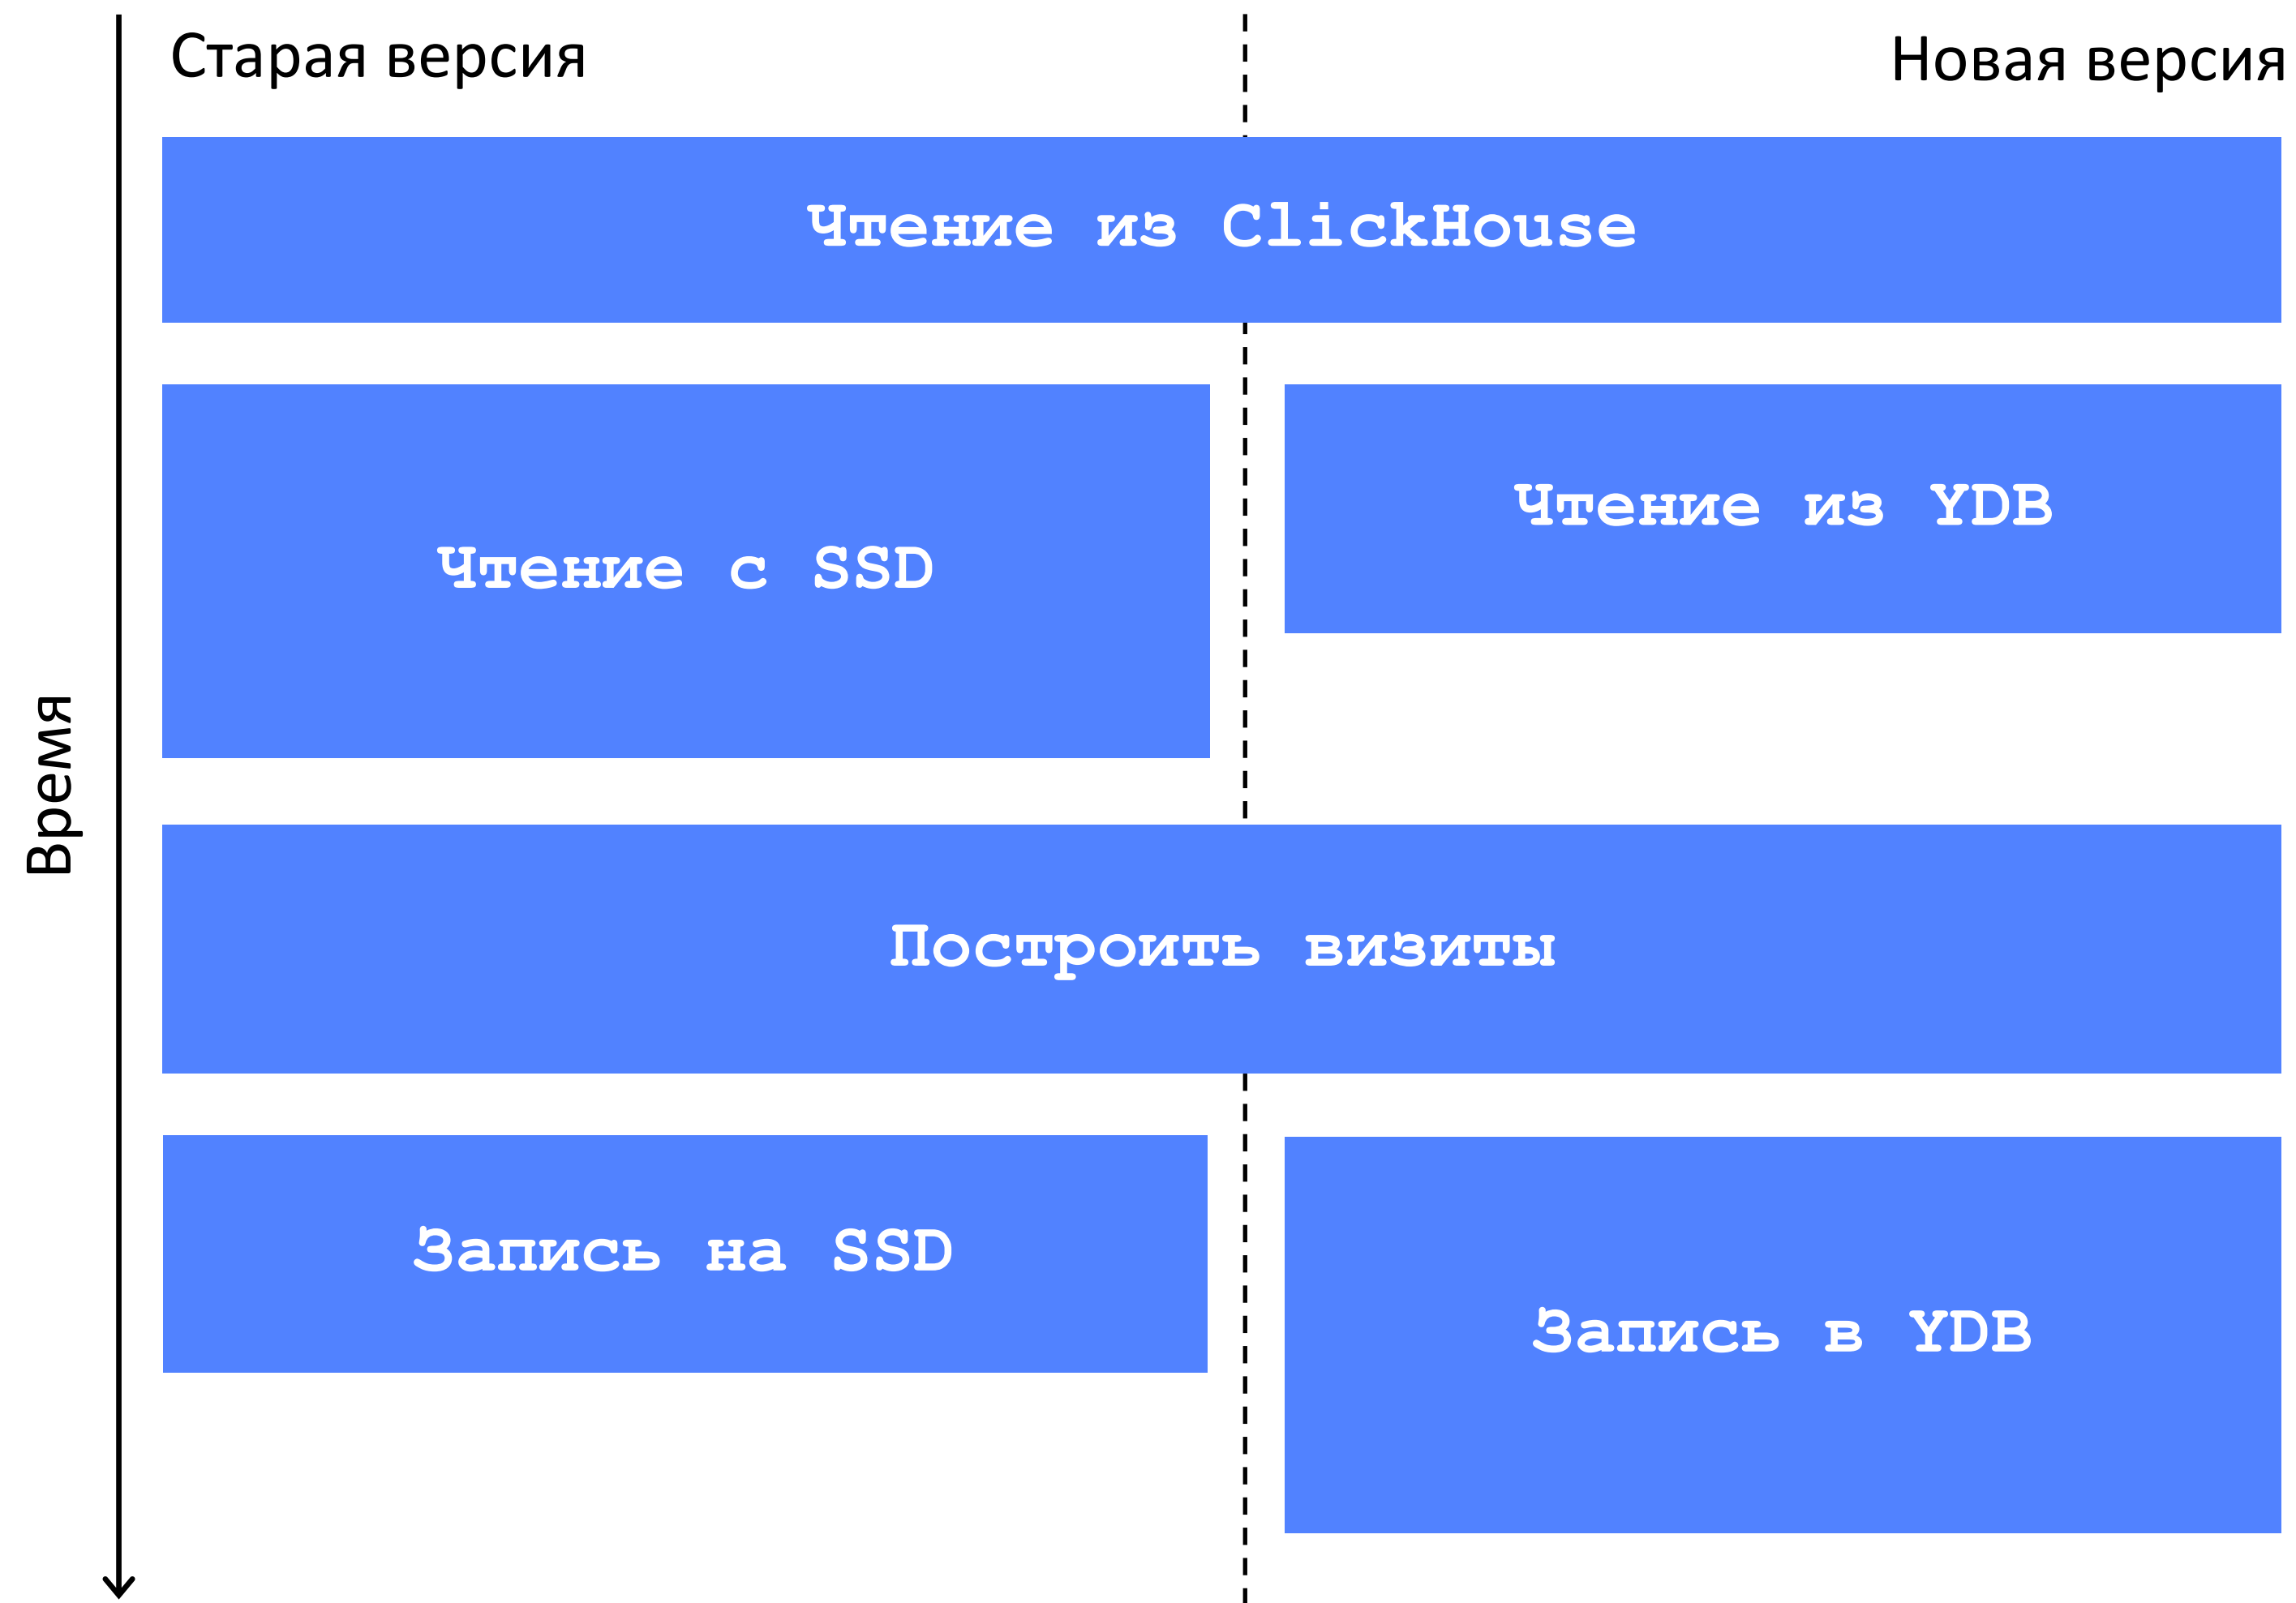 Старая версия
Новая версия
Чтение из ClickHouse
Чтение с SSD
Чтение из YDB
Время
Построить визиты
Запись на SSD
Запись в YDB